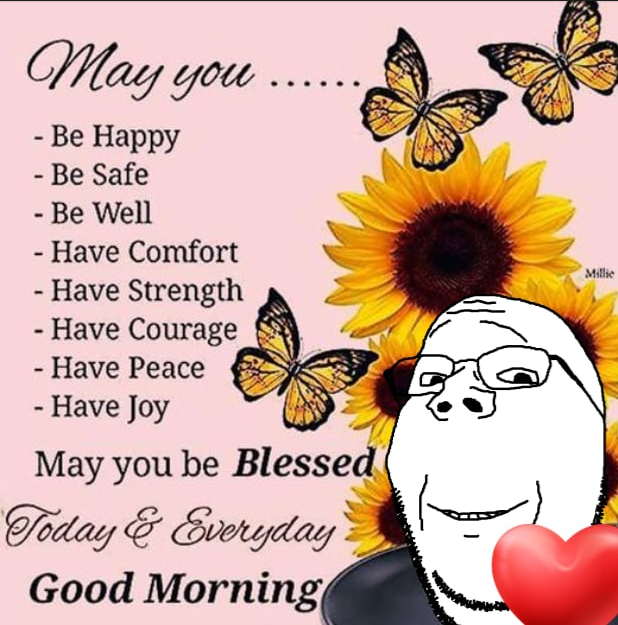 May you ......
- Be Happy
- Be Safe
- Be Well
- Have Comfort
- Have Strength
- Have Courage
- Have Peace
- Have Joy
May you be Blessed
Today & Everyday
Good Morning
Millie